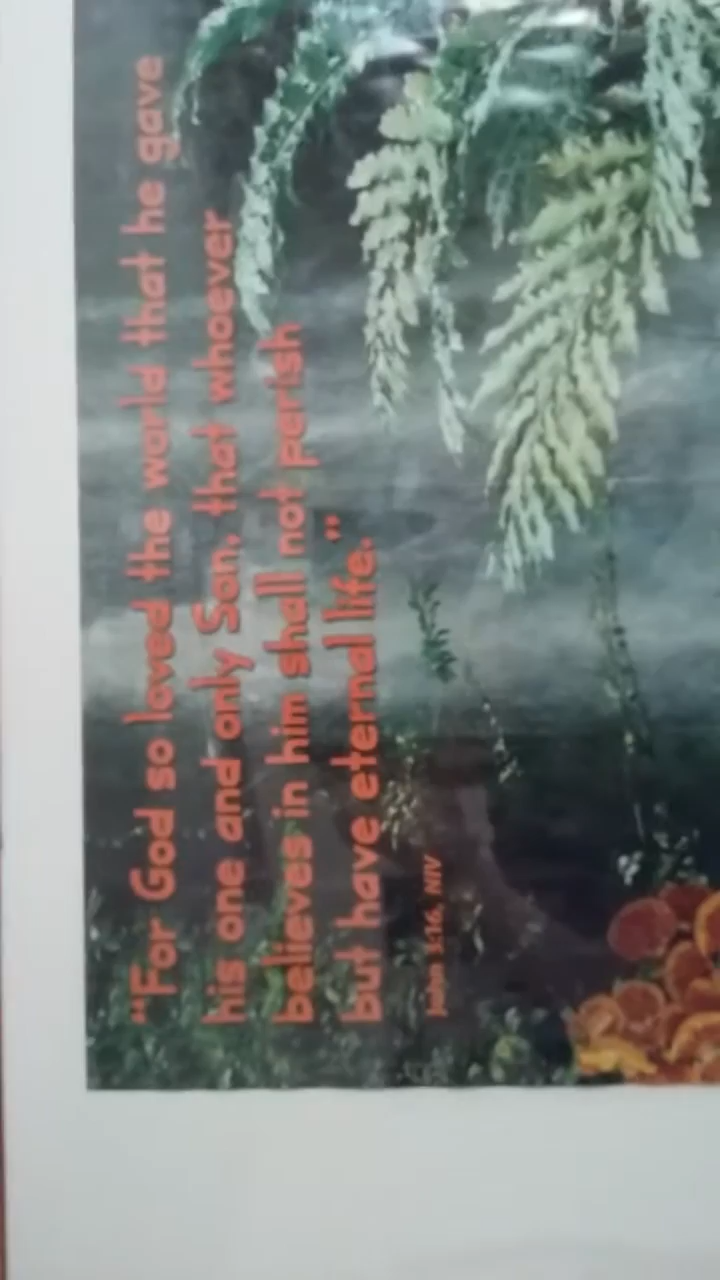 “For God so loved the world that he gave
his one and only Son, that whoever
believes in him shall not perish
but have eternal life.”
John 3:16, NIV